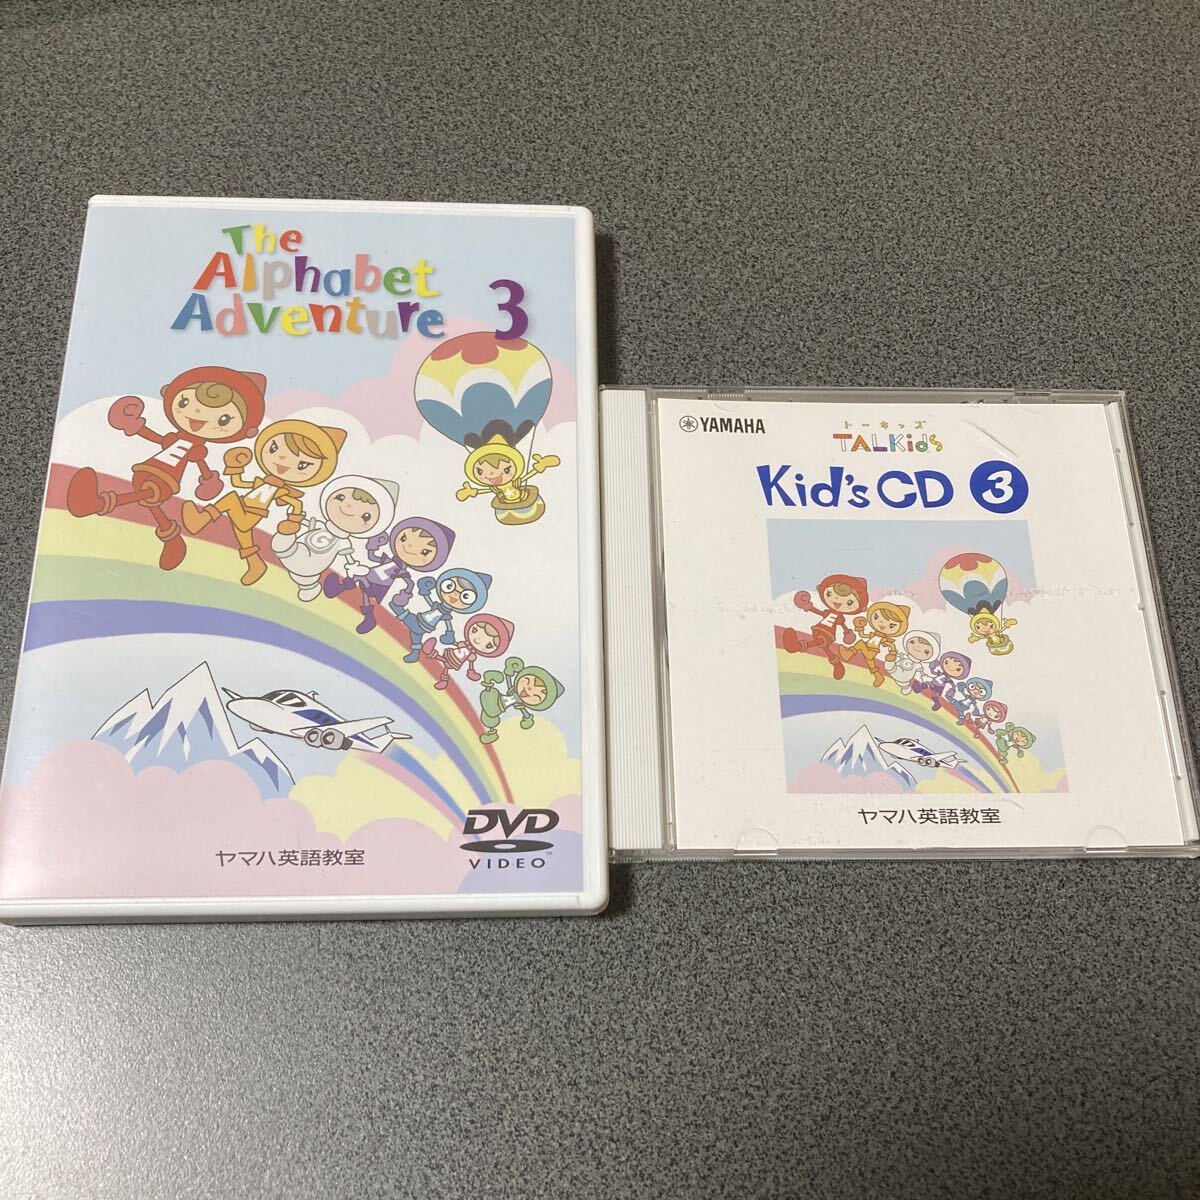 The
Alphabet
Adventure 3
DVD
VIDEO
ヤマハ英語教室
YAMAHA
トーキッズ
TALKids
Kid's CD 3
ヤマハ英語教室